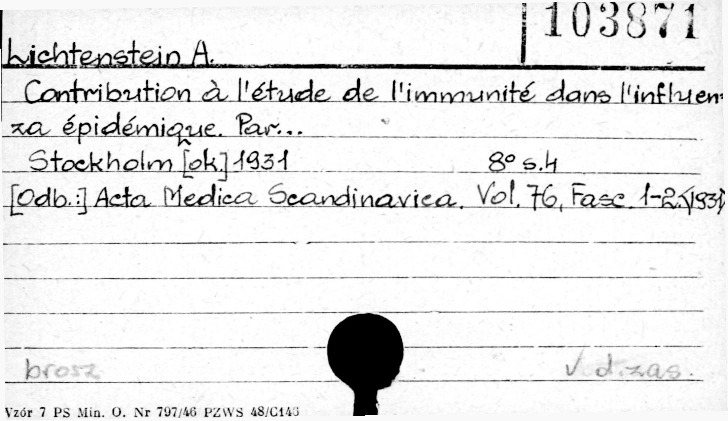 103871
Lichtenstein A.
Contribution à l'étude de l'immunité dans l'influen-
za épidémique. Par...
Stockholm [ok.] 1931 8° s.4
[Odb.:] Acta Medica Scandinavica. Vol. 76, Fasc. 1-2. (1931)
brosz V. d. zas.
Vzór 7 PS Min. O. Nr 797/46 PZWS 48/C143